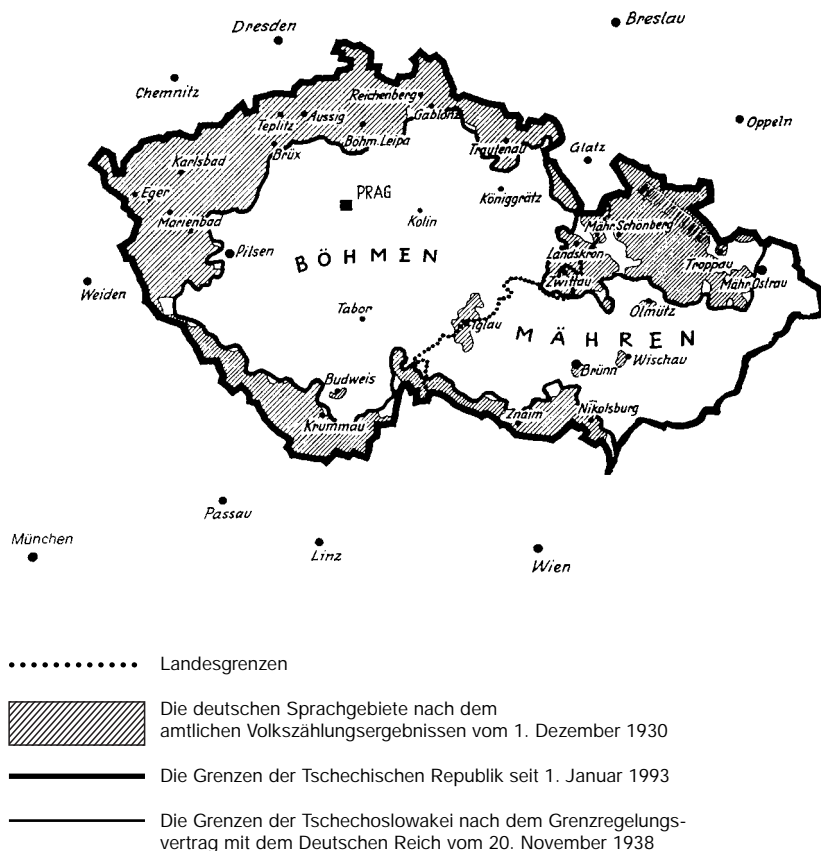 Dresden
Breslau
Chemnitz
Reichenberg
Gablonz
Aussig
Teplitz
Böhm. Leipa
Trautenau
Oppeln
Glatz
Brüx
Karlsbad
Eger
PRAG
Königgrätz
Kolin
Mähr. Schönberg
Marienbad
Landskron
Troppau
Pilsen
BÖHMEN
Zwittau
Mähr. Ostrau
Weiden
Olmütz
Tabor
Iglau
MÄHREN
Wischau
Brünn
Budweis
Nikolsburg
Znaim
Krummau
Passau
München
Linz
Wien
Landesgrenzen
Die deutschen Sprachgebiete nach dem
amtlichen Volkszählungsergebnissen vom 1. Dezember 1930
Die Grenzen der Tschechischen Republik seit 1. Januar 1993
Die Grenzen der Tschechoslowakei nach dem Grenzregelungs-
vertrag mit dem Deutschen Reich vom 20. November 1938